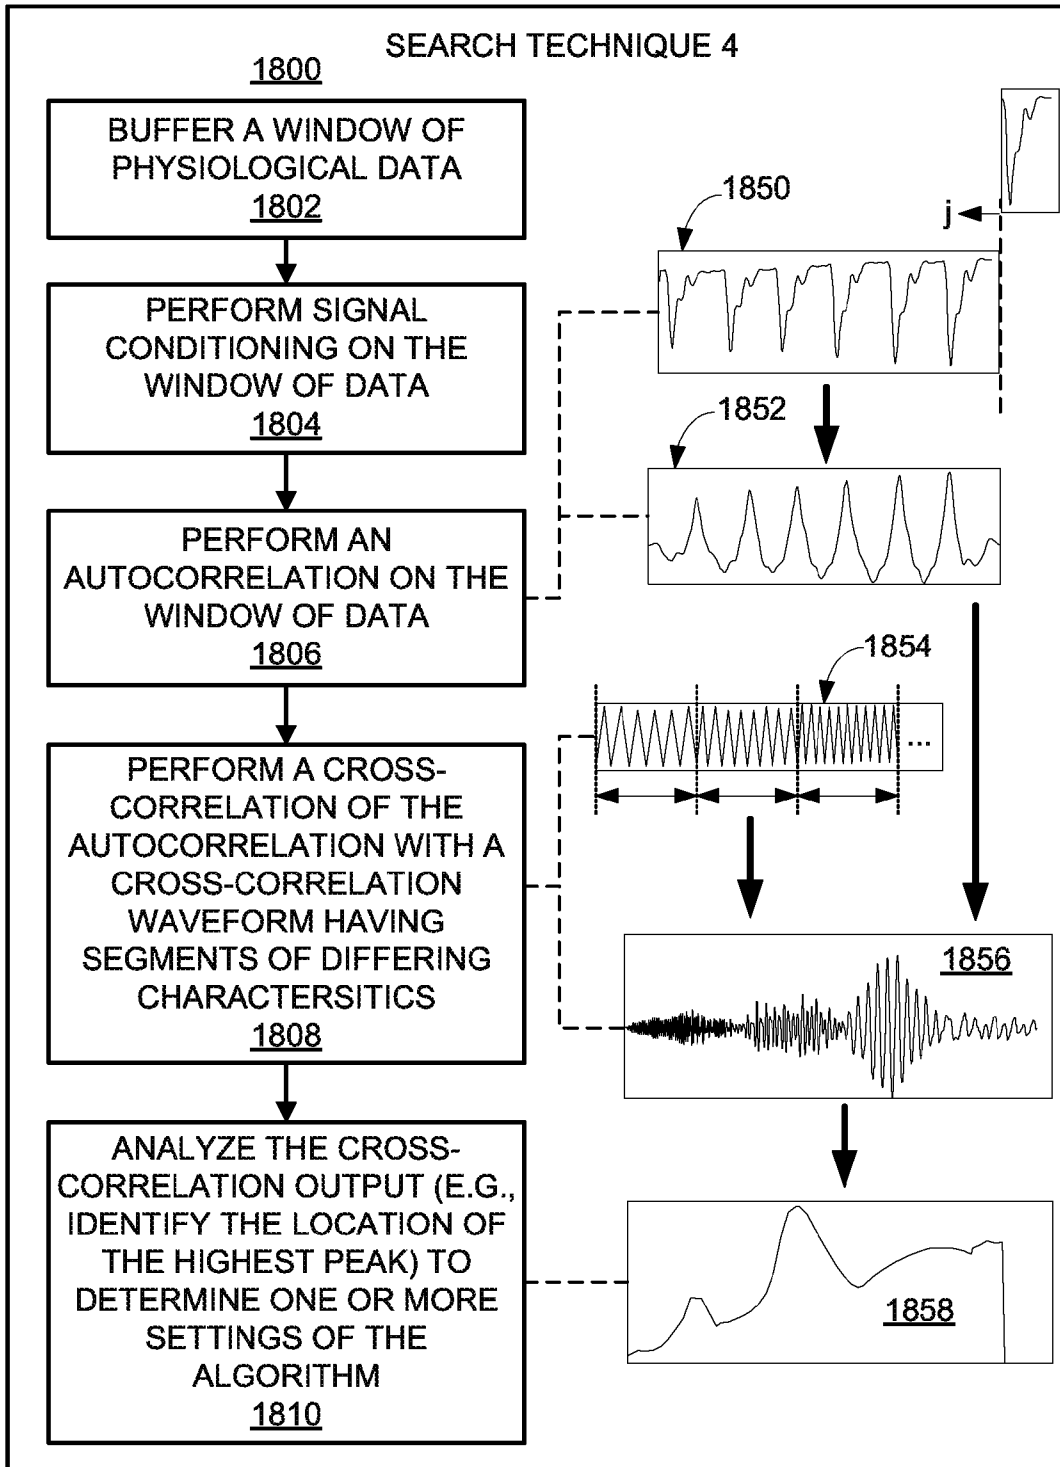 SEARCH TECHNIQUE 4
1800
BUFFER A WINDOW OF
PHYSIOLOGICAL DATA
1802
PERFORM SIGNAL
CONDITIONING ON THE
WINDOW OF DATA
1804
PERFORM AN
AUTOCORRELATION ON THE
WINDOW OF DATA
1806
PERFORM A CROSS-
CORRELATION OF THE
AUTOCORRELATION WITH A
CROSS-CORRELATION
WAVEFORM HAVING
SEGMENTS OF DIFFERING
CHARACTERSITICS
1808
ANALYZE THE CROSS-
CORRELATION OUTPUT (E.G.,
IDENTIFY THE LOCATION OF
THE HIGHEST PEAK) TO
DETERMINE ONE OR MORE
SETTINGS OF THE
ALGORITHM
1810
1850
j
1852
1854
...
1856
1858